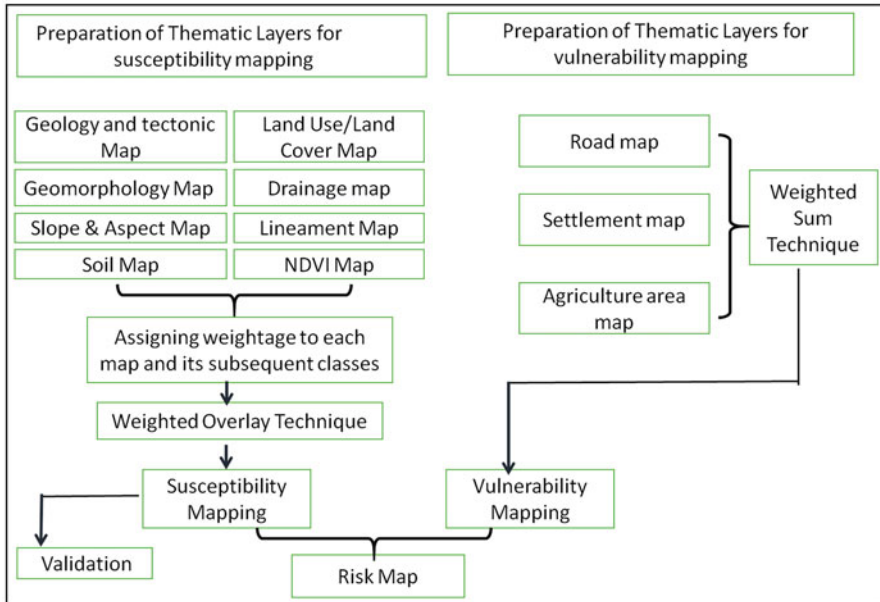 Preparation of Thematic Layers for
susceptibility mapping
Preparation of Thematic Layers for
vulnerability mapping
Geology and tectonic
Map
Land Use/Land
Cover Map
Geomorphology Map
Drainage map
Slope & Aspect Map
Lineament Map
Soil Map
NDVI Map
Assigning weightage to each
map and its subsequent classes
Weighted Overlay Technique
Road map
Settlement map
Agriculture area
map
Weighted
Sum
Technique
Susceptibility
Mapping
Vulnerability
Mapping
Validation
Risk Map